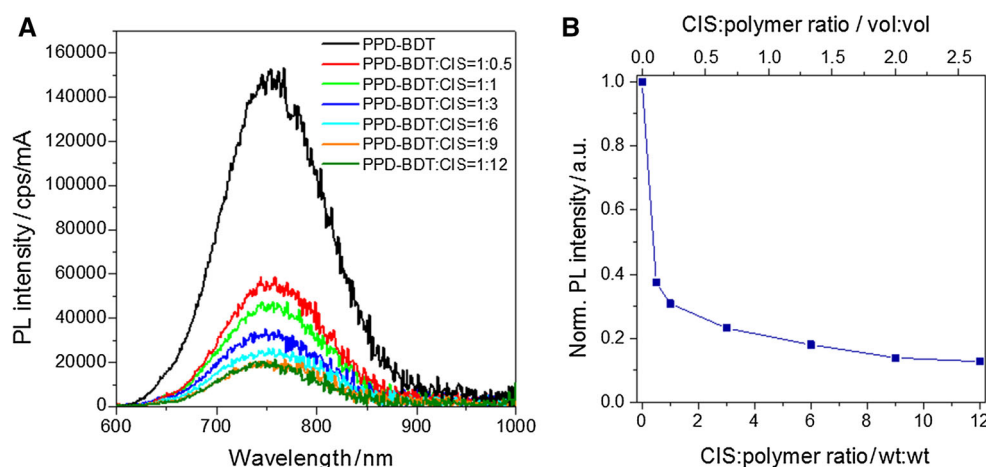 A
160000
140000
120000
100000
80000
60000
40000
20000
0
PL intensity / cps/mA
600
700
800
900
1000
Wavelength/nm
PPD-BDT
PPD-BDT:CIS=1:0.5
PPD-BDT:CIS=1:1
PPD-BDT:CIS=1:3
PPD-BDT:CIS=1:6
PPD-BDT:CIS=1:9
PPD-BDT:CIS=1:12
B
CIS:polymer ratio / vol:vol
0.0
0.5
1.0
1.5
2.0
2.5
1.0
0.8
0.6
0.4
0.2
0.0
Norm. PL intensity / a.u.
0
2
4
6
8
10
12
CIS:polymer ratio/wt:wt